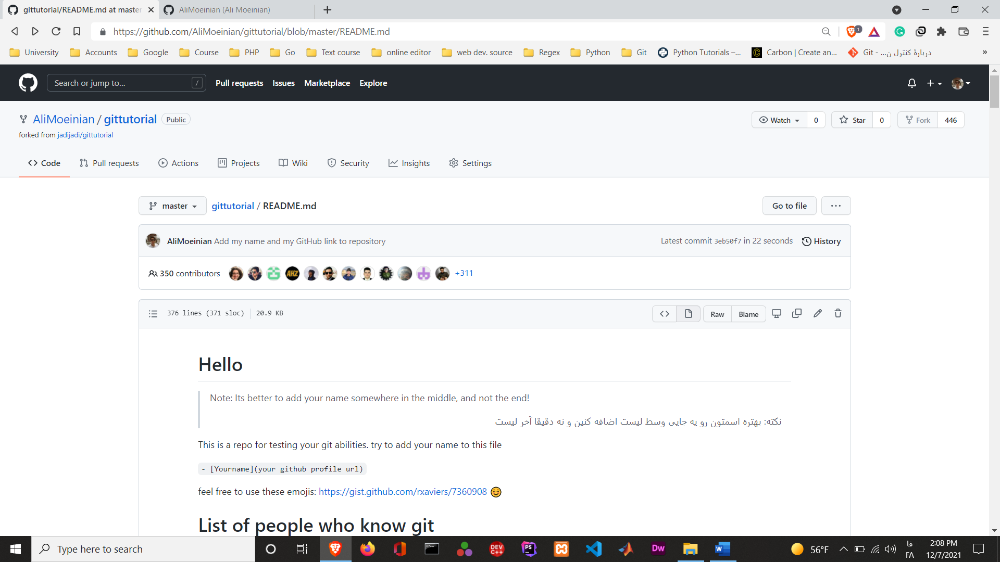 gittutorial/README.md at master
AliMoeinian (Ali Moeinian)
https://github.com/AliMoeinian/gittutorial/blob/master/README.md
1
University
Accounts
Google
Course
PHP
Go
Text course
online editor
web dev. source
Regex
Python
Git
Python Tutorials –...
Carbon | Create an...
Git - ...دربارهٔ کنترل ن
»
Search or jump to...
/
Pull requests
Issues
Marketplace
Explore
AliMoeinian / gittutorial
Public
Watch
0
Star
0
Fork
446
forked from jadijadi/gittutorial
Code
Pull requests
Actions
Projects
Wiki
Security
Insights
Settings
master
gittutorial / README.md
Go to file
AliMoeinian Add my name and my GitHub link to repository
Latest commit 3eb50f7 in 22 seconds
History
350 contributors
AHZ
+311
376 lines (371 sloc)
20.9 KB
Raw
Blame
Hello
Note: Its better to add your name somewhere in the middle, and not the end!
نکته: بهتره اسمتون رو یه جایی وسط لیست اضافه کنین و نه دقیقا آخر لیست
This is a repo for testing your git abilities. try to add your name to this file
- [Yourname](your github profile url)
feel free to use these emojis: https://gist.github.com/rxaviers/7360908 😊
List of people who know git
Type here to search
DEV C++
PS
Dw
W
56°F
فا
FA
2:08 PM
12/7/2021